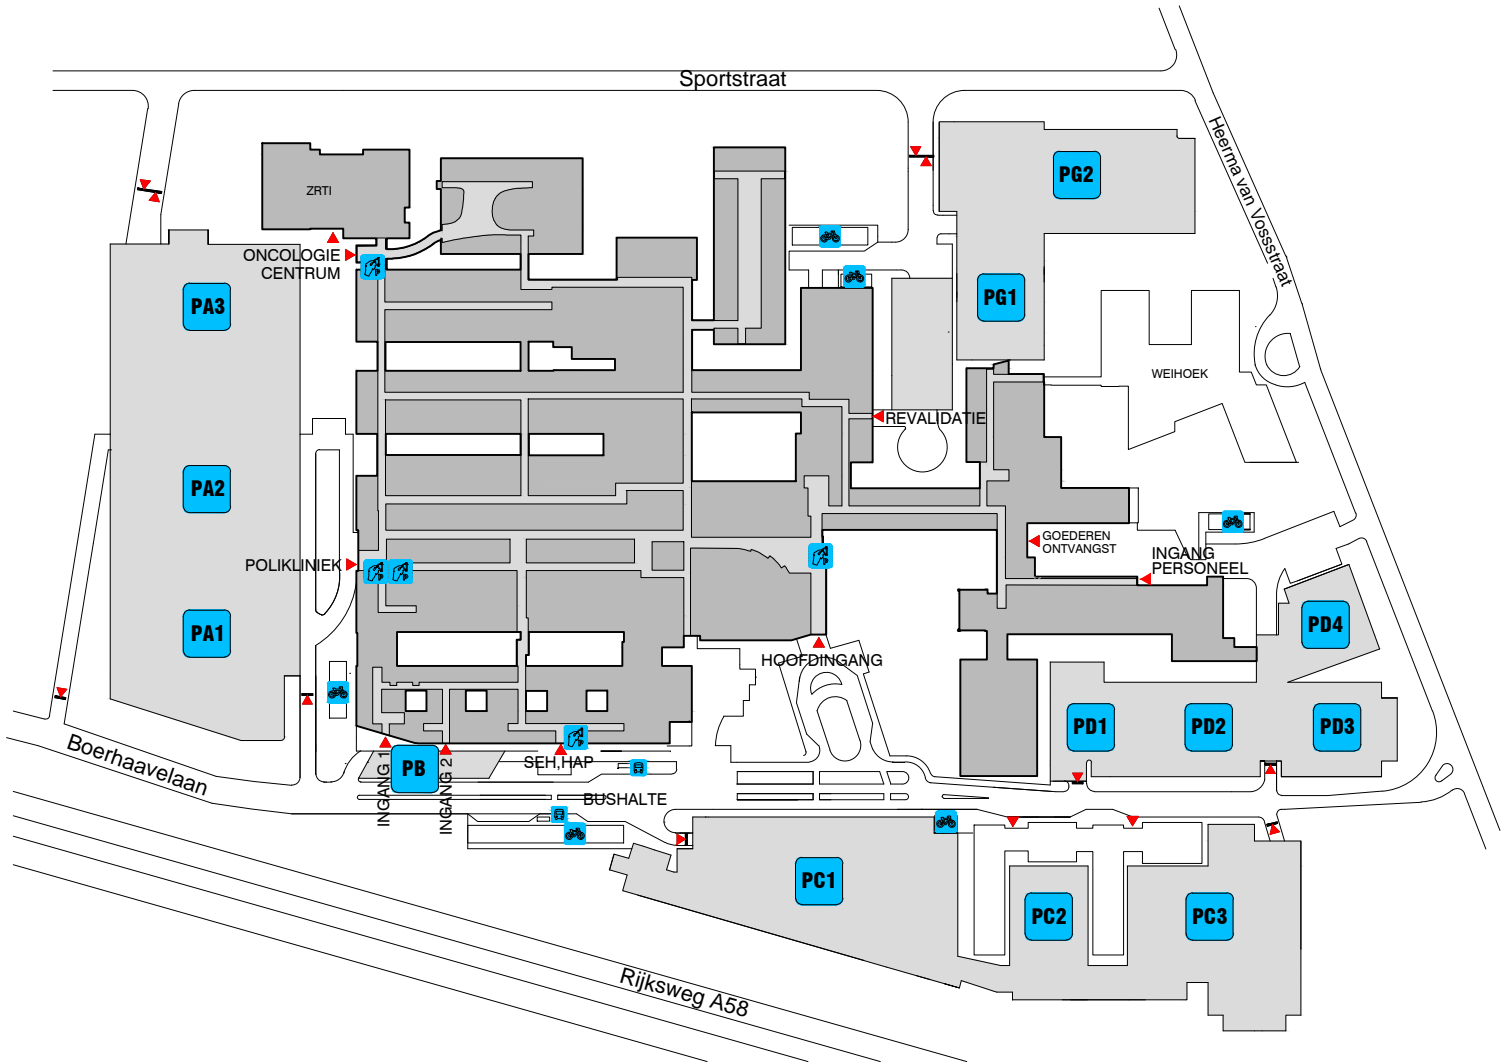 Sportstraat
Heerma van Vossstraat
PG2
ZRTI
ONCOLOGIE
CENTRUM
PA3
PG1
WEIHOEK
REVALIDATIE
PA2
GOEDEREN
ONTVANGST
INGANG
PERSONEEL
POLIKLINIEK
PA1
PD4
HOOFDINGANG
PD1
PD2
PD3
Boerhaavelaan
PB
INGANG 1
INGANG 2
SEH,HAP
BUSHALTE
PC1
PC2
PC3
Rijksweg A58